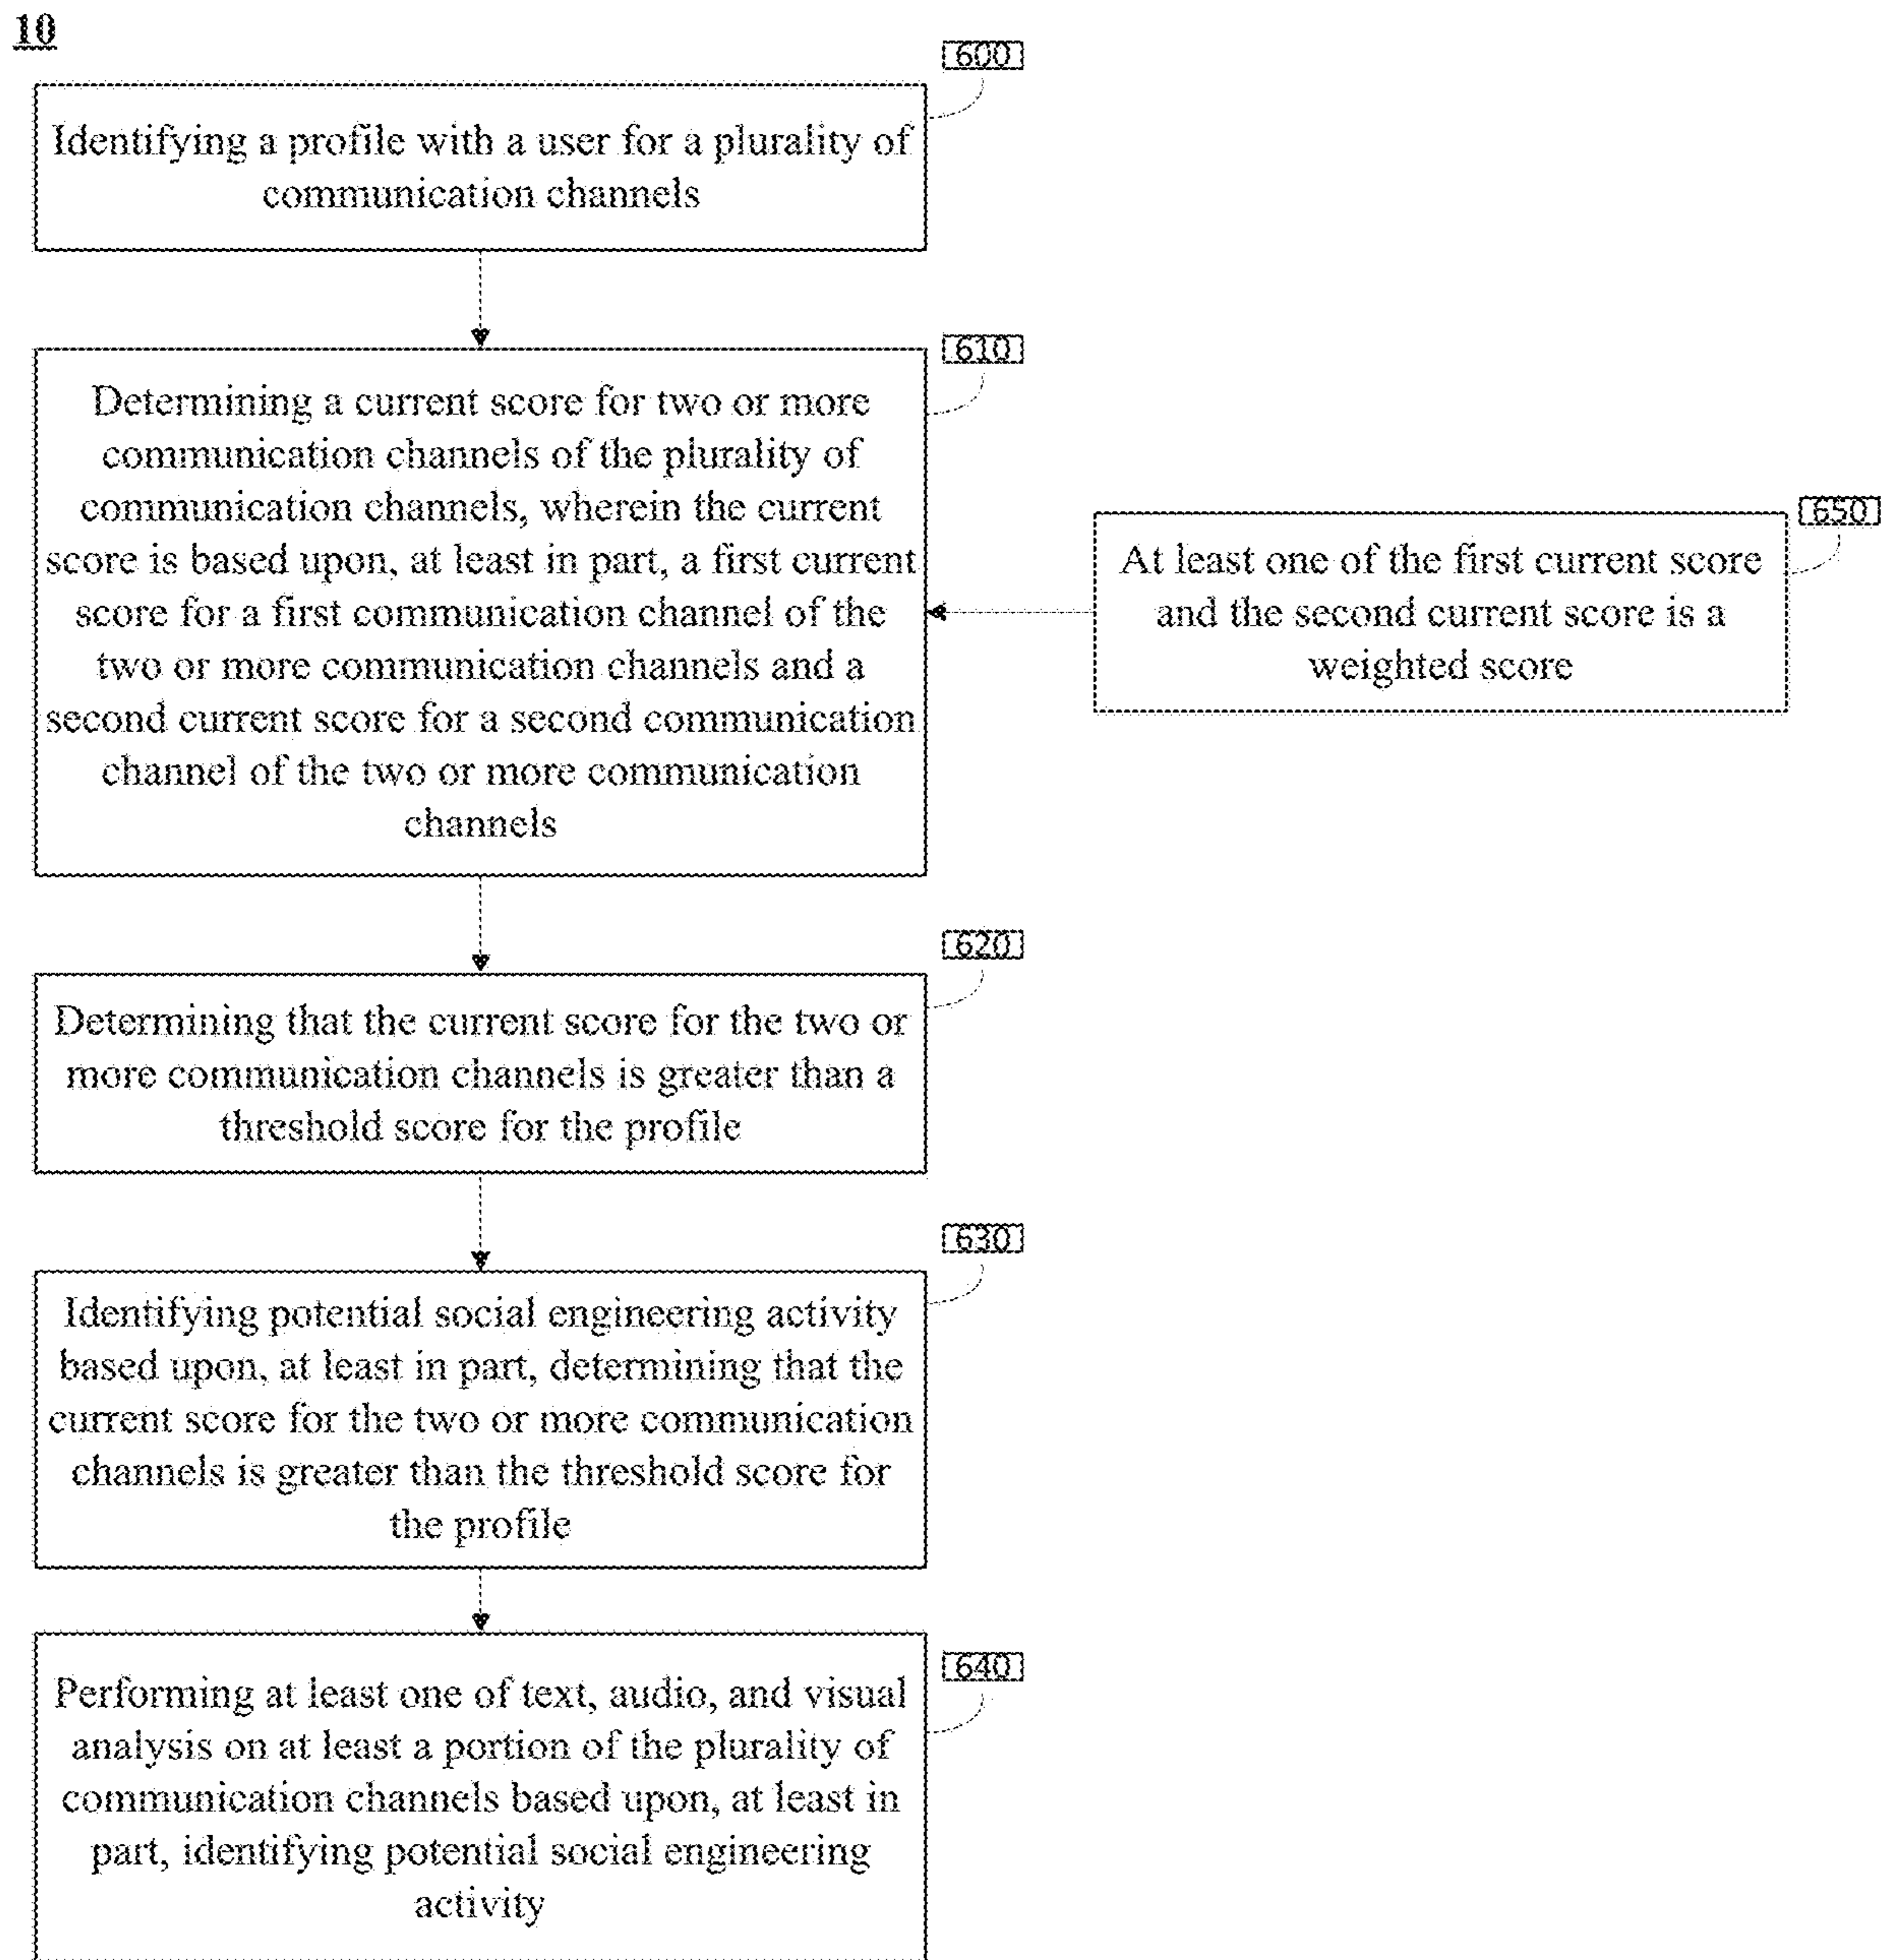 10
600
Identifying a profile with a user for a plurality of
communication channels
610
Determining a current score for two or more
communication channels of the plurality of
communication channels, wherein the current
score is based upon, at least in part, a first current
score for a first communication channel of the
two or more communication channels and a
second current score for a second communication
channel of the two or more communication
channels
650
At least one of the first current score
and the second current score is a
weighted score
620
Determining that the current score for the two or
more communication channels is greater than a
threshold score for the profile
630
Identifying potential social engineering activity
based upon, at least in part, determining that the
current score for the two or more communication
channels is greater than the threshold score for
the profile
640
Performing at least one of text, audio, and visual
analysis on at least a portion of the plurality of
communication channels based upon, at least in
part, identifying potential social engineering
activity